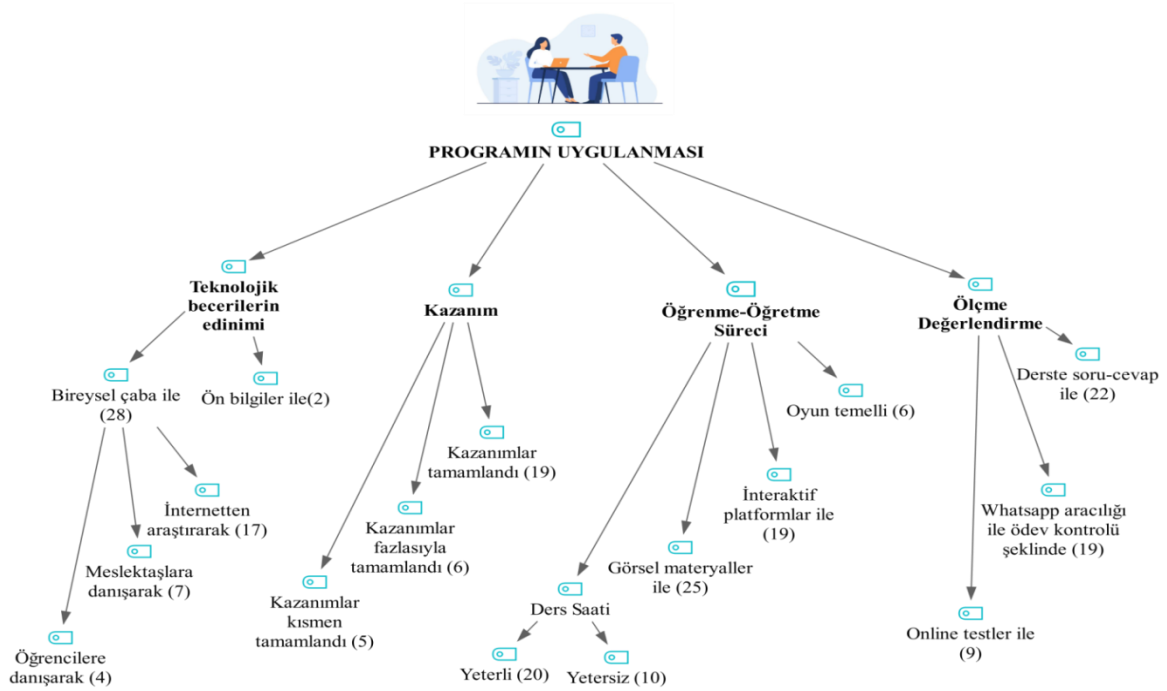 PROGRAMIN UYGULANMASI
Teknolojik
becerilerin
edinimi
Bireysel çaba ile
(28)
Ön bilgiler ile(2)
İnternetten
araştırarak (17)
Meslektaşlara
danışarak (7)
Öğrencilere
danışarak (4)
Kazanım
Kazanımlar
tamamlandı (19)
Kazanımlar
fazlasıyla
tamamlandı (6)
Kazanımlar
kısmen
tamamlandı (5)
Öğrenme-Öğretme
Süreci
Oyun temelli (6)
İnteraktif
platformlar ile
(19)
Görsel materyaller
ile (25)
Ders Saati
Yeterli (20)
Yetersiz (10)
Ölçme
Değerlendirme
Derste soru-cevap
ile (22)
Whatsapp aracılığı
ile ödev kontrolü
şeklinde (19)
Online testler ile
(9)